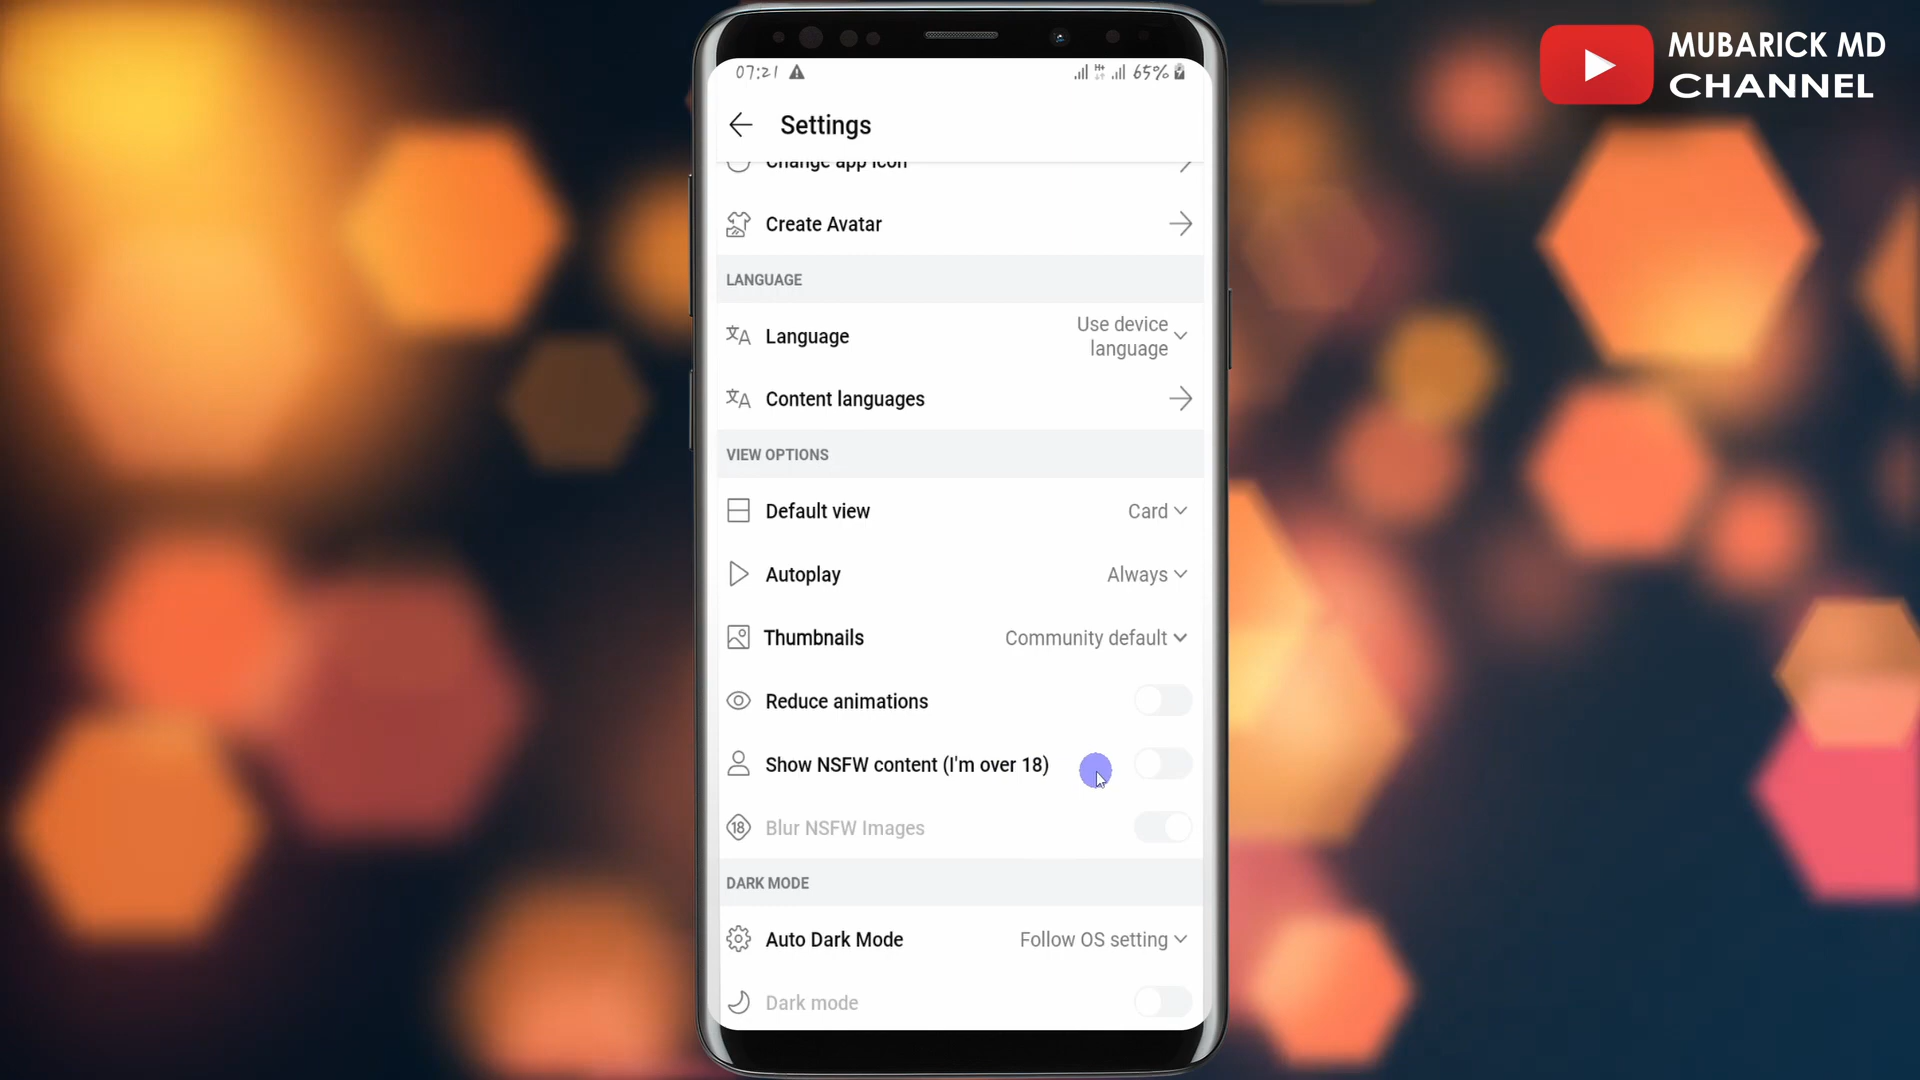 MUBARICK MD
CHANNEL
07:21 65%
Settings
Change app icon
Create Avatar
LANGUAGE
Language Use device language
Content languages
VIEW OPTIONS
Default view Card
Autoplay Always
Thumbnails Community default
Reduce animations
Show NSFW content (I'm over 18)
18 Blur NSFW Images
DARK MODE
Auto Dark Mode Follow OS setting
Dark mode